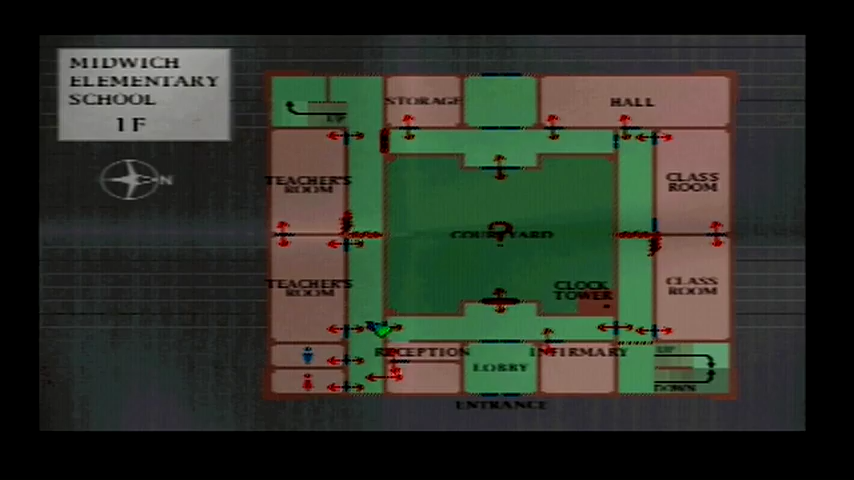 MIDWICH
ELEMENTARY
SCHOOL
1F
N
UP
STORAGE
HALL
TEACHER'S
ROOM
CLASS
ROOM
COURTYARD
?
TEACHER'S
ROOM
CLOCK
TOWER
CLASS
ROOM
RECEPTION
LOBBY
INFIRMARY
UP
DOWN
ENTRANCE